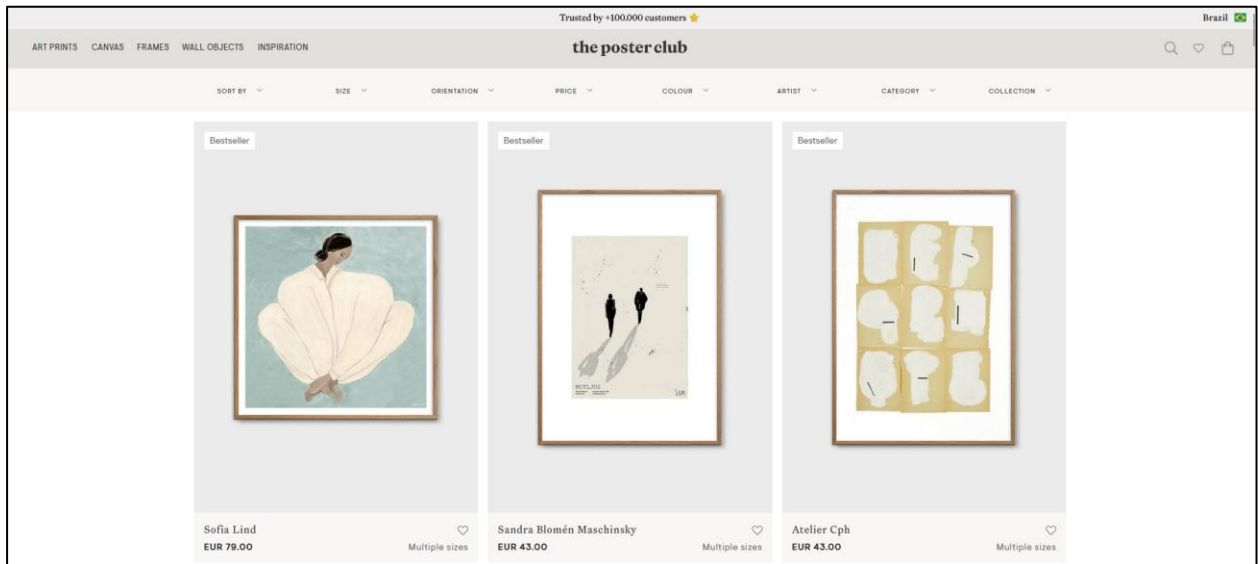 Trusted by +100.000 customers ⭐
Brazil 🇧🇷
ART PRINTS CANVAS FRAMES WALL OBJECTS INSPIRATION
the poster club
SORT BY SIZE ORIENTATION PRICE COLOUR ARTIST CATEGORY COLLECTION
Bestseller
Bestseller
Bestseller
MOTLJUS
Sofia Lind
EUR 79.00
Multiple sizes
Sandra Blomén Maschinsky
EUR 43.00
Multiple sizes
Atelier Cph
EUR 43.00
Multiple sizes